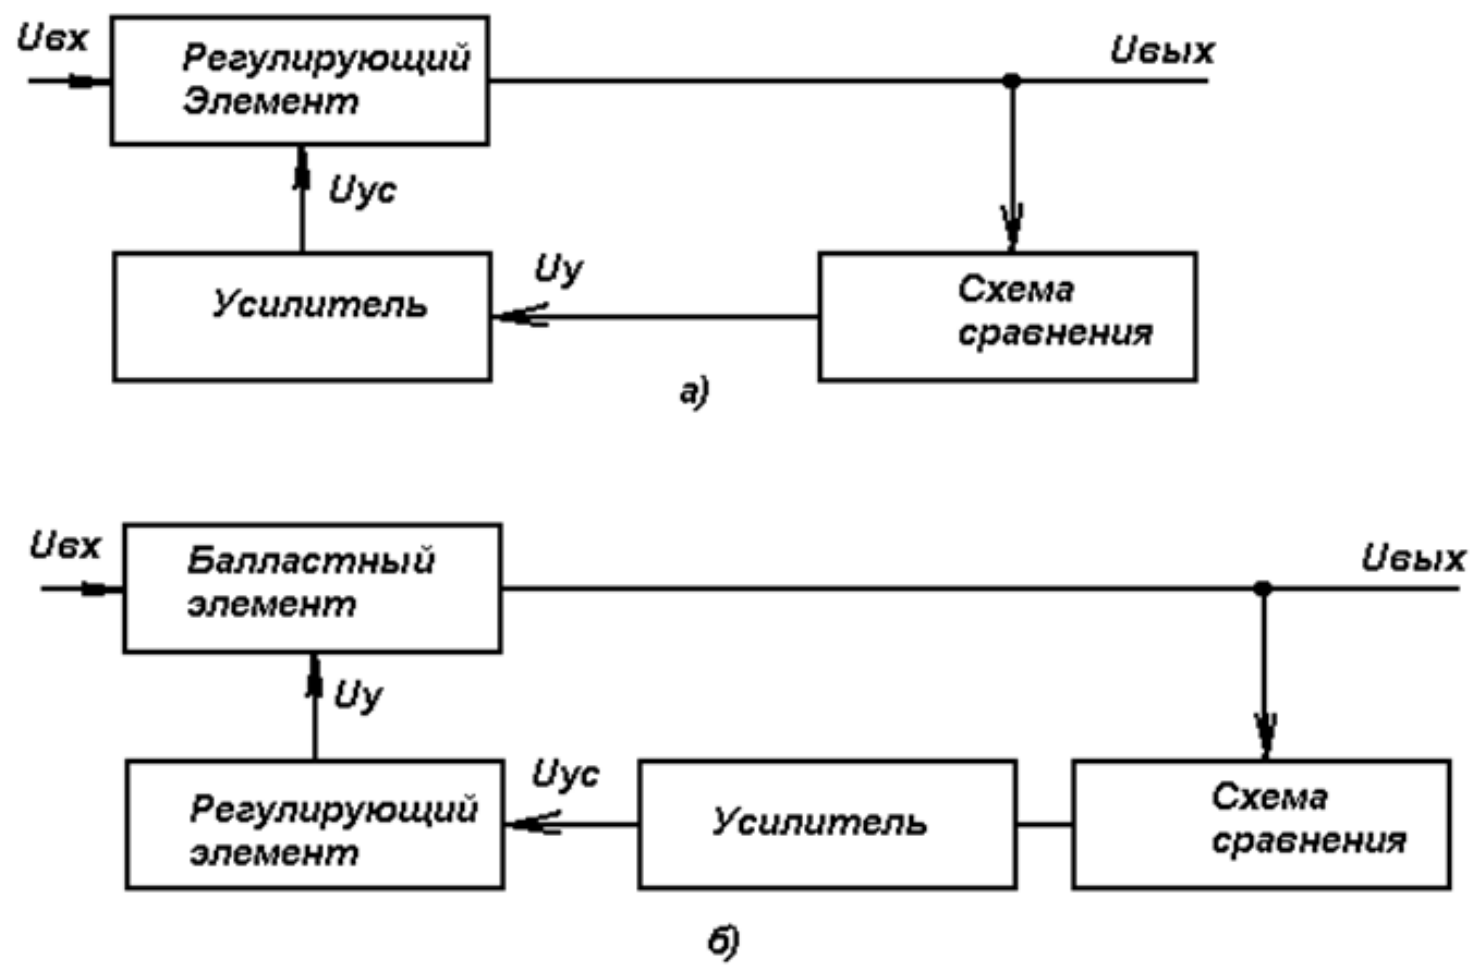 Uвх
Регулирующий
Элемент
Uвых
Uус
Усилитель
Uу
Схема
сравнения
а)
Uвх
Балластный
элемент
Uвых
Uу
Регулирующий
элемент
Uус
Усилитель
Схема
сравнения
б)